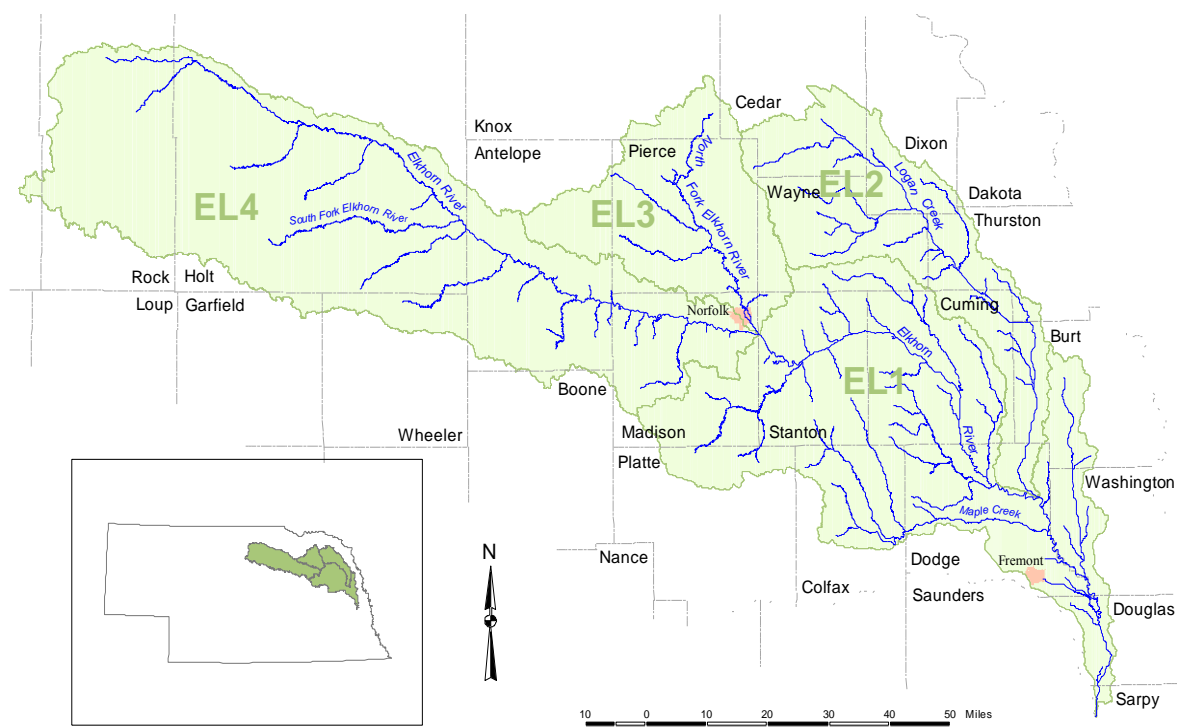 Cedar
Knox
Antelope
Pierce
North
Fork Elkhorn River
Dixon
Wayne
EL2
Logan
Creek
Dakota
Thurston
Elkhorn River
EL4
South Fork Elkhorn River
EL3
Rock
Holt
Loup
Garfield
Norfolk
Cuming
Burt
Elkhorn
River
EL1
Boone
Wheeler
Madison
Platte
Stanton
Washington
Maple Creek
Nance
N
Dodge
Fremont
Colfax
Saunders
Douglas
Sarpy
10 0 10 20 30 40 50 Miles